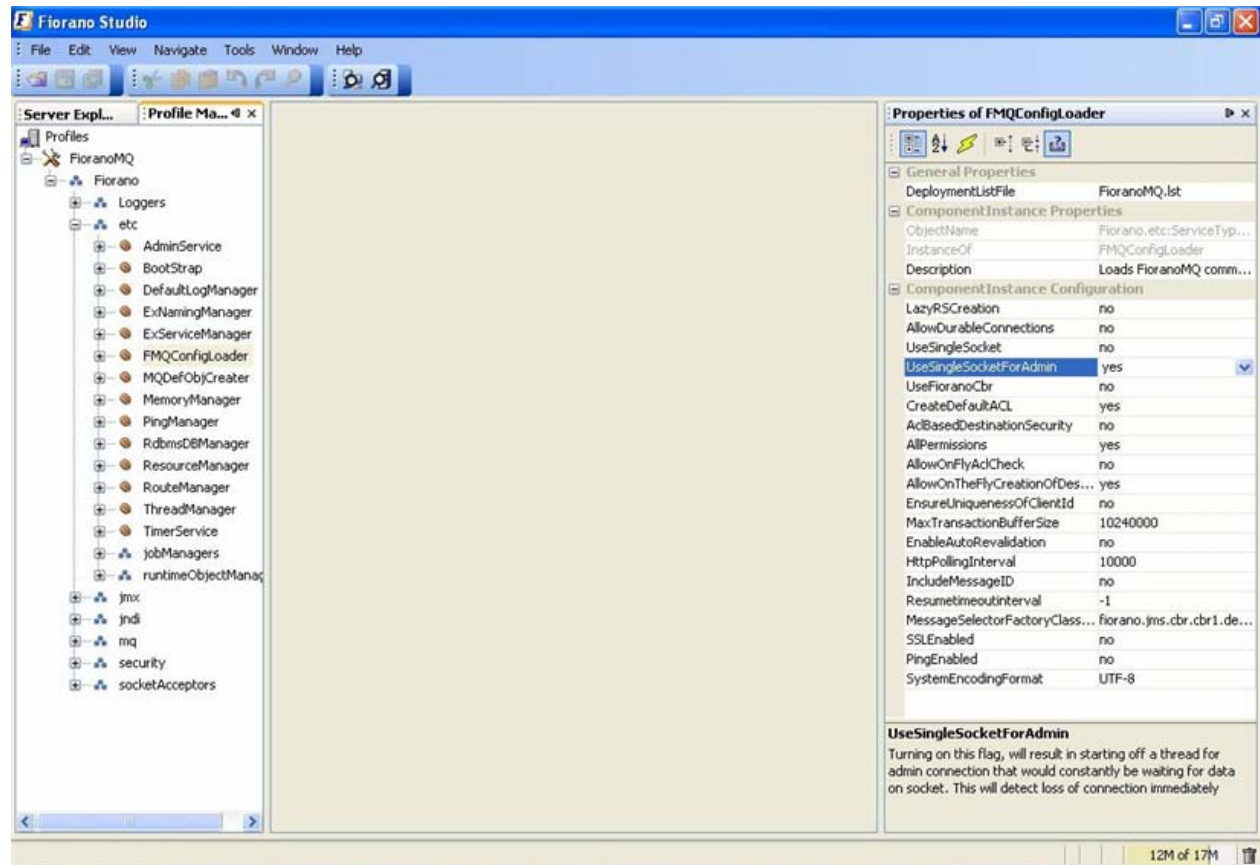 Fiorano Studio
File Edit View Navigate Tools Window Help
Server Expl... Profile Ma...
Profiles
FioranoMQ
Fiorano
Loggers
etc
AdminService
BootStrap
DefaultLogManager
ExNamingManager
ExServiceManager
FMQConfigLoader
MQDefObjCreater
MemoryManager
PingManager
RdbmsDBManager
ResourceManager
RouteManager
ThreadManager
TimerService
jobManagers
runtimeObjectManag
jmx
jndi
mq
security
socketAcceptors
Properties of FMQConfigLoader
General Properties
DeploymentListFile FioranoMQ.lst
ComponentInstance Properties
ObjectName Fiorano.etc:ServiceTyp...
InstanceOf FMQConfigLoader
Description Loads FioranoMQ comm...
ComponentInstance Configuration
LazyRSCreation no
AllowDurableConnections no
UseSingleSocket no
UseSingleSocketForAdmin yes
UseFioranoCbr no
CreateDefaultACL yes
AclBasedDestinationSecurity no
AllPermissions yes
AllowOnFlyAclCheck no
AllowOnTheFlyCreationOfDes... yes
EnsureUniquenessOfClientId no
MaxTransactionBufferSize 10240000
EnableAutoRevalidation no
HttpPollingInterval 10000
IncludeMessageID no
Resumetimeoutinterval -1
MessageSelectorFactoryClass... fiorano.jms.cbr.cbr1.de...
SSLEnabled no
PingEnabled no
SystemEncodingFormat UTF-8
UseSingleSocketForAdmin
Turning on this flag, will result in starting off a thread for
admin connection that would constantly be waiting for data
on socket. This will detect loss of connection immediately
12M of 17M